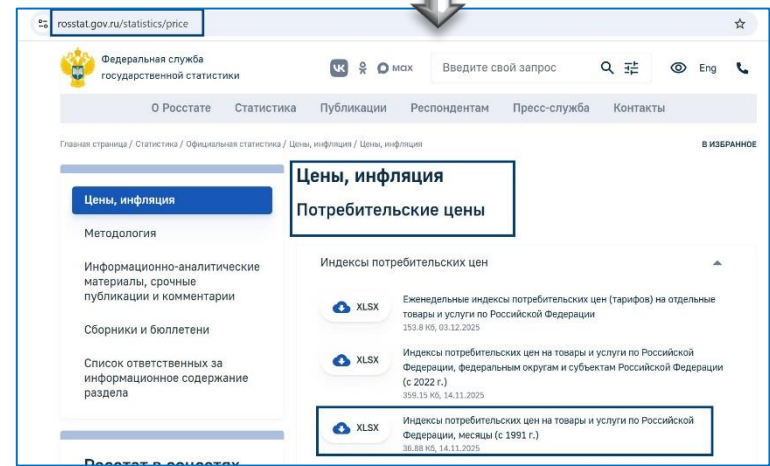 rosstat.gov.ru/statistics/price
Федеральная служба
государственной статистики
мах
Введите свой запрос
Eng
О Росстате Статистика Публикации Респондентам Пресс-служба Контакты
Главная страница / Статистика / Официальная статистика / Цены, инфляция / Цены, инфляция
В ИЗБРАННОЕ
Цены, инфляция
Методология
Информационно-аналитические
материалы, срочные
публикации и комментарии
Сборники и бюллетени
Список ответственных за
информационное содержание
раздела
Росстат в соцсетях
Цены, инфляция
Потребительские цены
Индексы потребительских цен
XLSX
Еженедельные индексы потребительских цен (тарифов) на отдельные
товары и услуги по Российской Федерации
153.8 Кб, 03.12.2025
XLSX
Индексы потребительских цен на товары и услуги по Российской
Федерации, федеральным округам и субъектам Российской Федерации
(с 2022 г.)
359.15 Кб, 14.11.2025
XLSX
Индексы потребительских цен на товары и услуги по Российской
Федерации, месяцы (с 1991 г.)
36.88 Кб, 14.11.2025